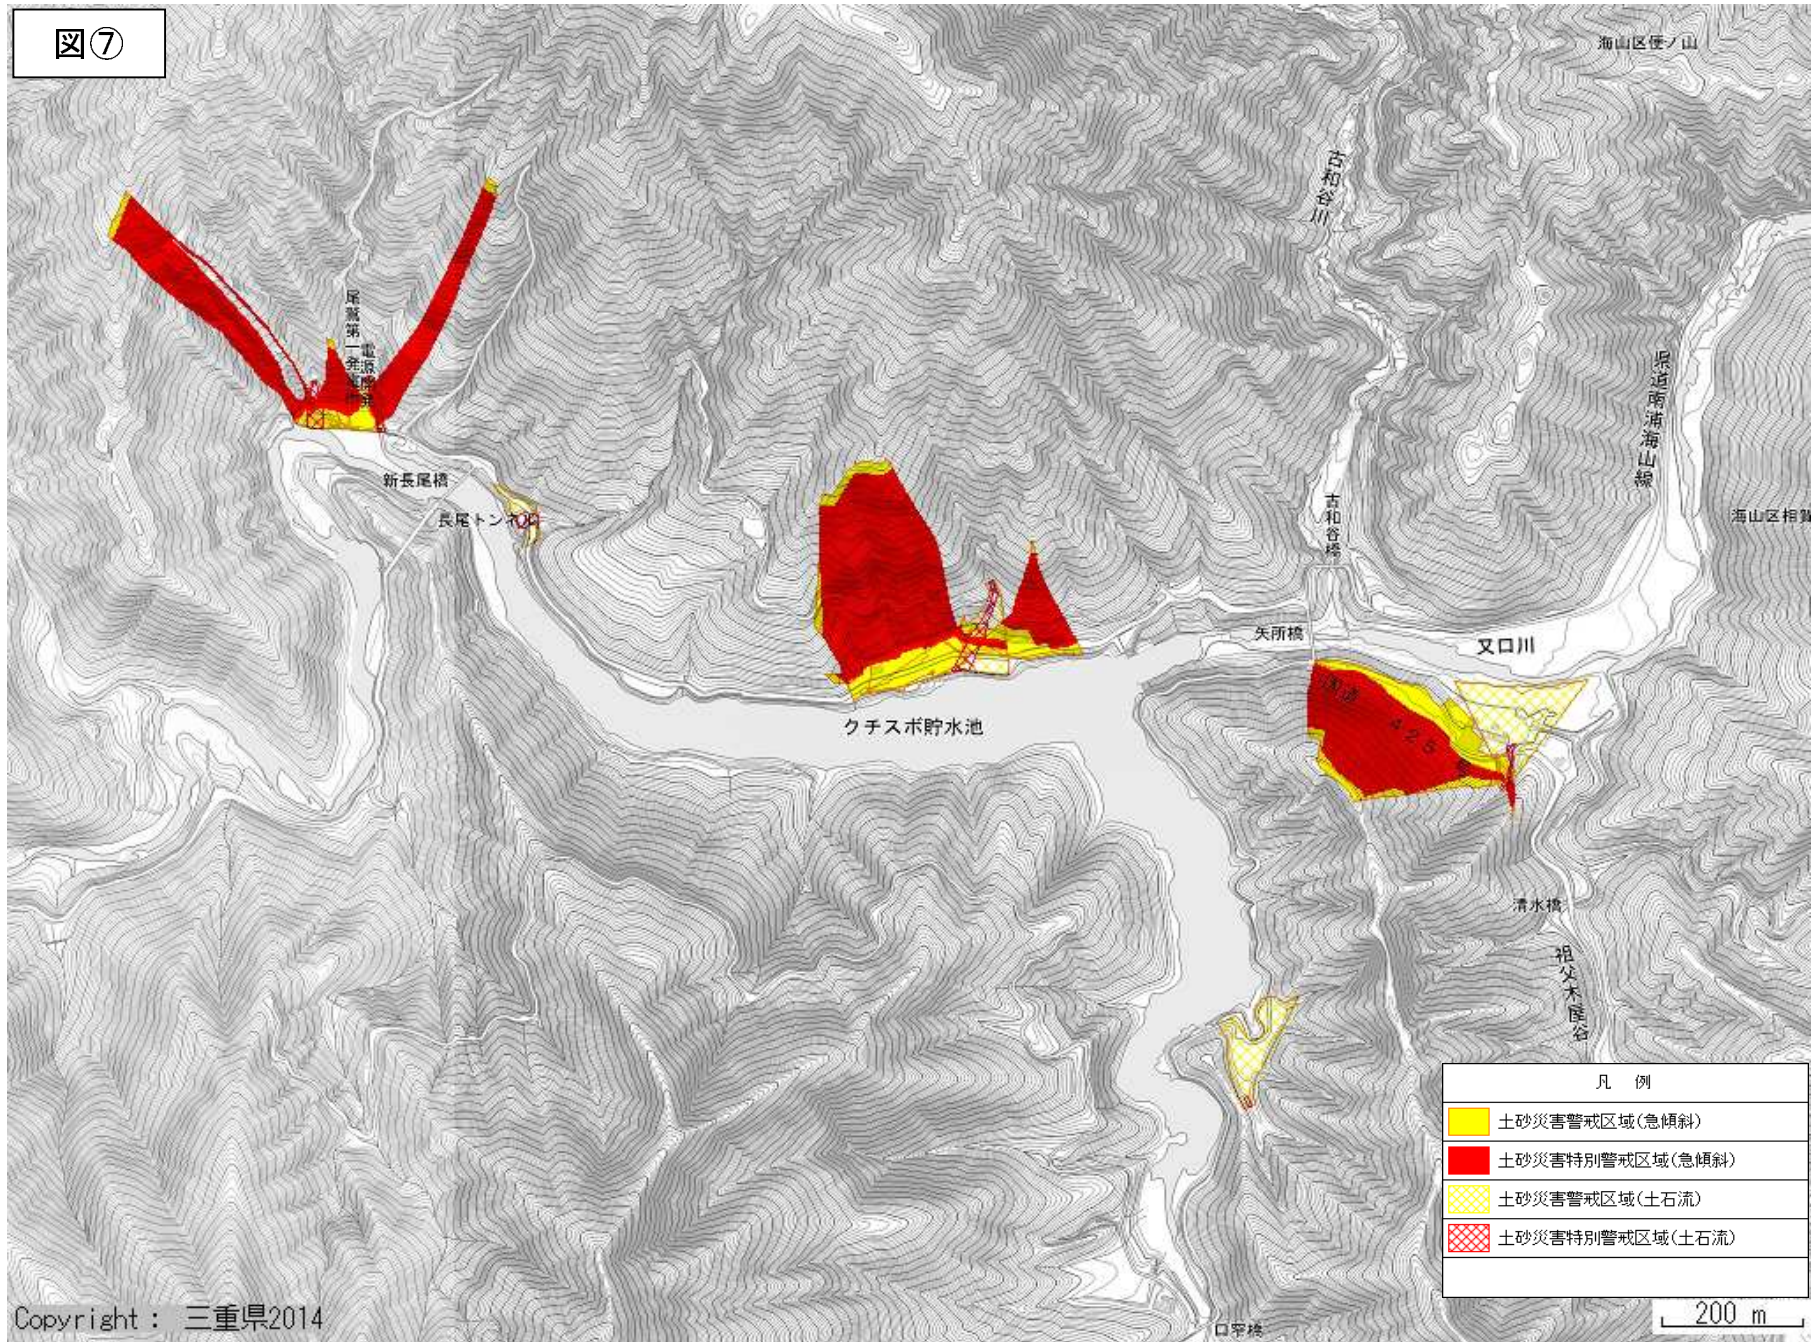 図⑦
海山区便ノ山
古和谷川
尾鷲第一発電所
電源開発
県道南浦海山線
新長尾橋
長尾トンネル
古和谷橋
海山区相賀
矢所橋
又口川
国道425
クチスボ貯水池
清水橋
祖父木屋谷
凡 例
土砂災害警戒区域(急傾斜)
土砂災害特別警戒区域(急傾斜)
土砂災害警戒区域(土石流)
土砂災害特別警戒区域(土石流)
Copyright : 三重県2014
200 m
口窄橋